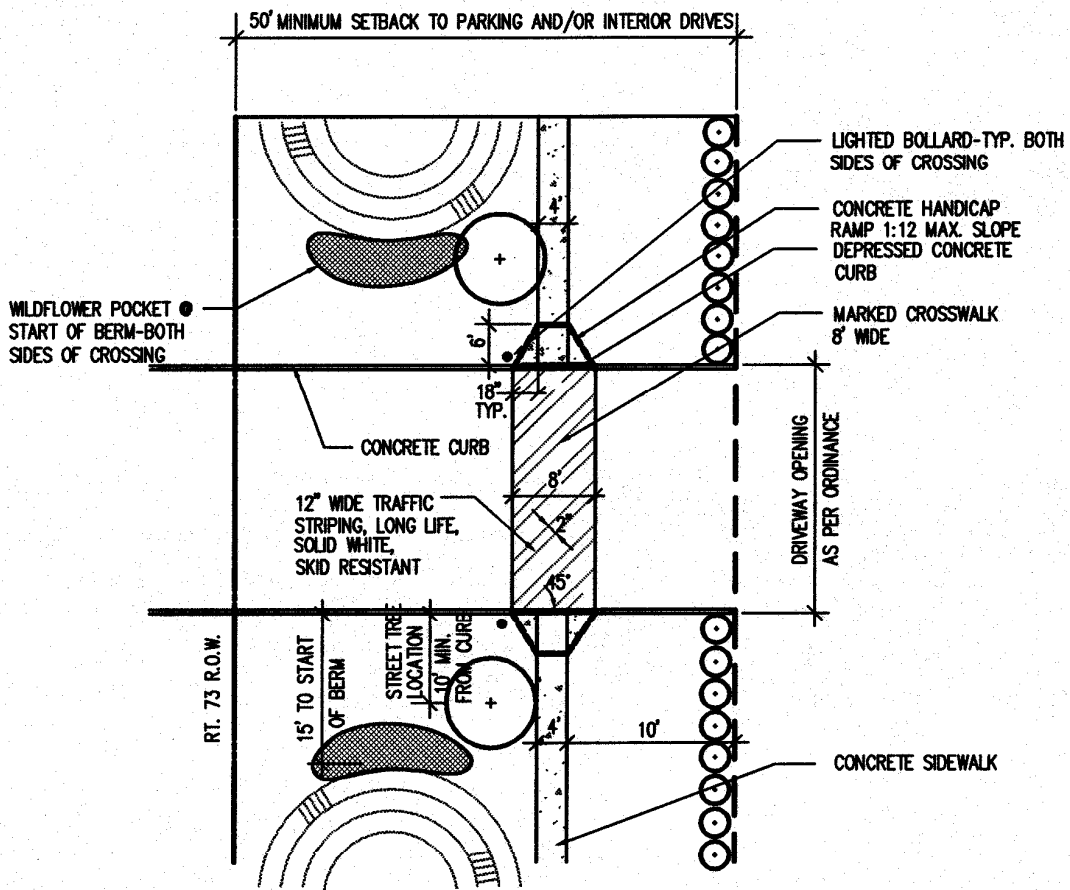 50' MINIMUM SETBACK TO PARKING AND/OR INTERIOR DRIVES
LIGHTED BOLLARD-TYP. BOTH
SIDES OF CROSSING
CONCRETE HANDICAP
RAMP 1:12 MAX. SLOPE
DEPRESSED CONCRETE
CURB
MARKED CROSSWALK
8' WIDE
4'
WILDFLOWER POCKET @
START OF BERM-BOTH
SIDES OF CROSSING
6'
18"
TYP.
CONCRETE CURB
8'
12" WIDE TRAFFIC
STRIPING, LONG LIFE,
SOLID WHITE,
SKID RESISTANT
2"
45°
DRIVEWAY OPENING
AS PER ORDINANCE
RT. 73 R.O.W.
15' TO START
OF BERM
STREET TRE
LOCATION
10' MIN.
FROM CURB
4'
10'
CONCRETE SIDEWALK